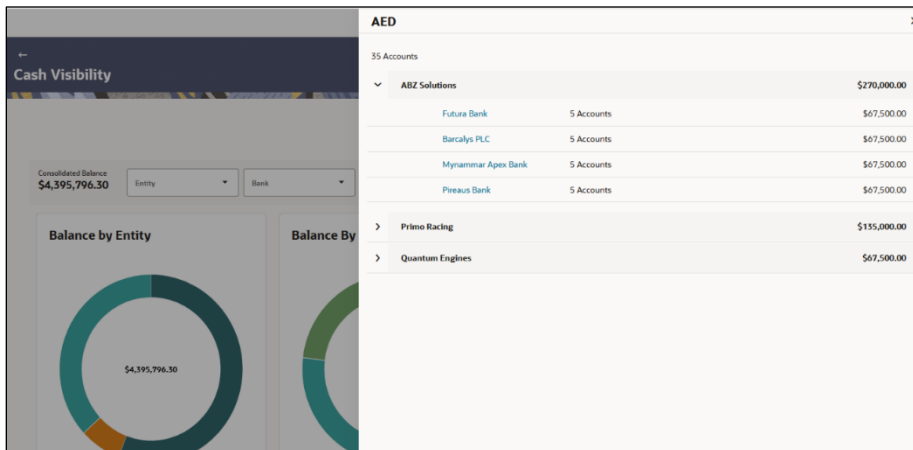 ←
Cash Visibility
Consolidated Balance
$4,395,796.30
Entity
Bank
Balance by Entity
Balance By
$4,395,796.30
AED
35 Accounts
ABZ Solutions $270,000.00
Futura Bank 5 Accounts $67,500.00
Barcalys PLC 5 Accounts $67,500.00
Mynammar Apex Bank 5 Accounts $67,500.00
Pireaus Bank 5 Accounts $67,500.00
Primo Racing $135,000.00
Quantum Engines $67,500.00